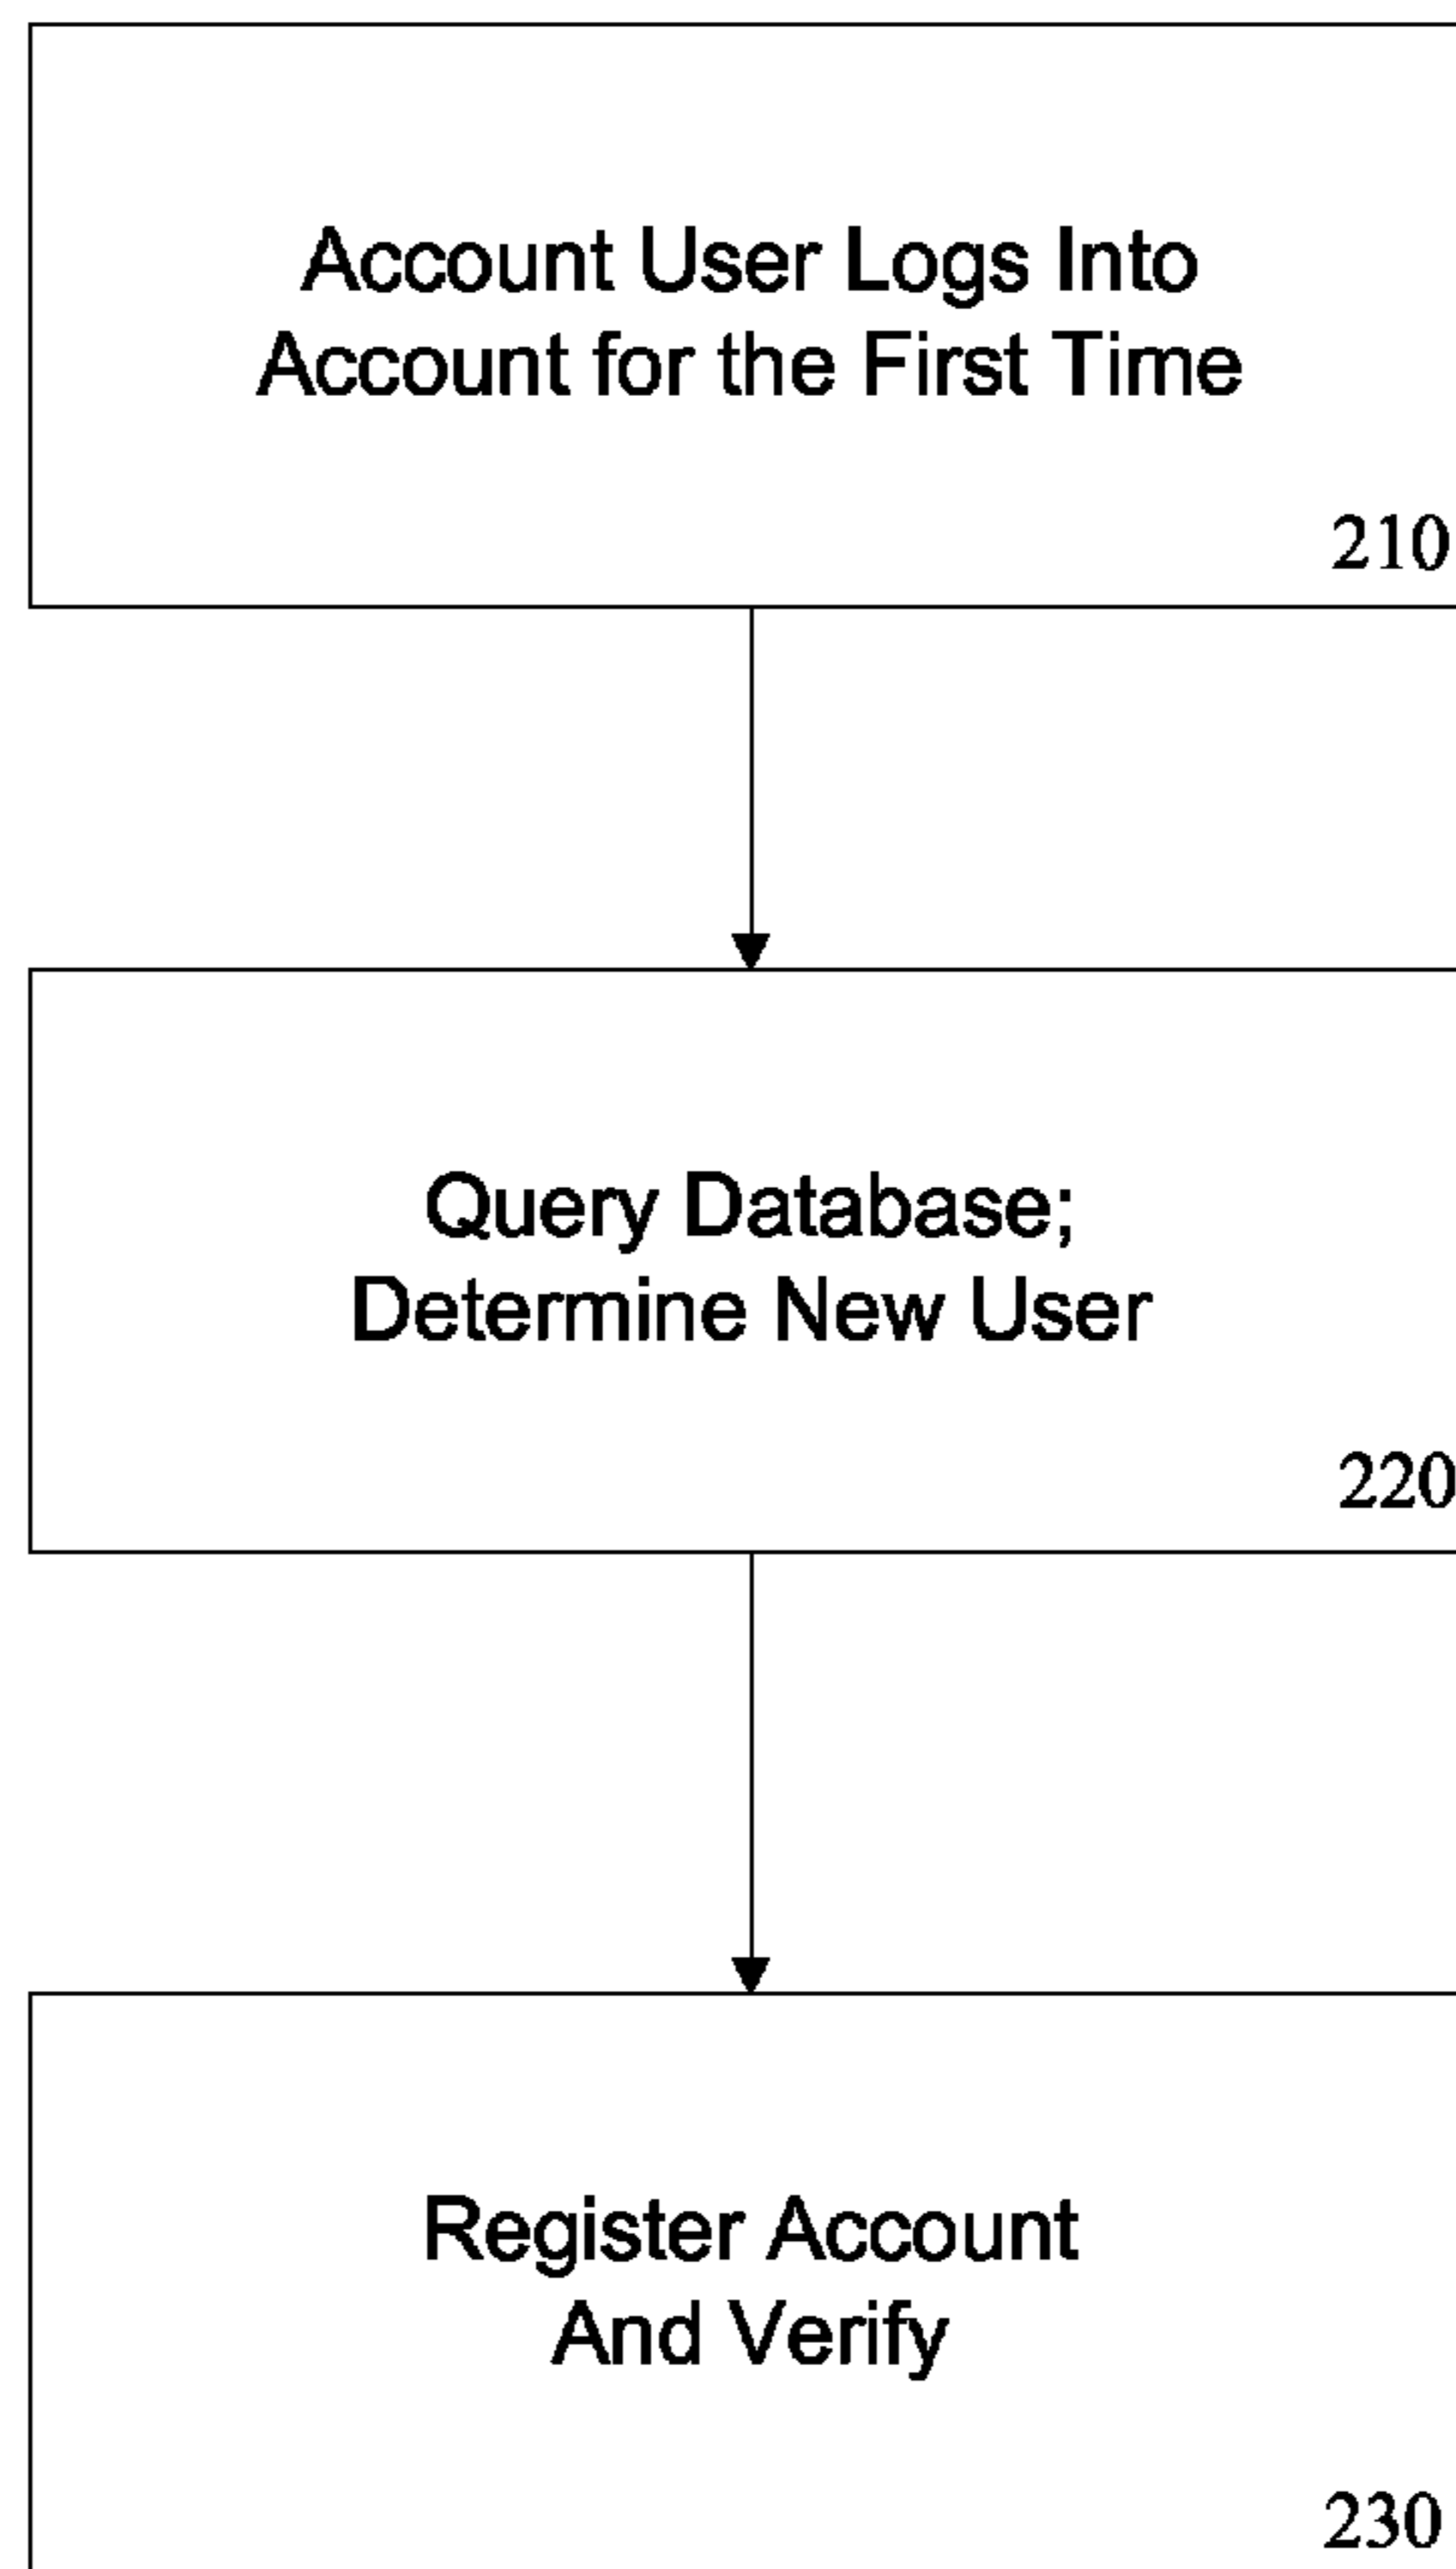 Account User Logs Into
Account for the First Time
210
Query Database;
Determine New User
220
Register Account
And Verify
230